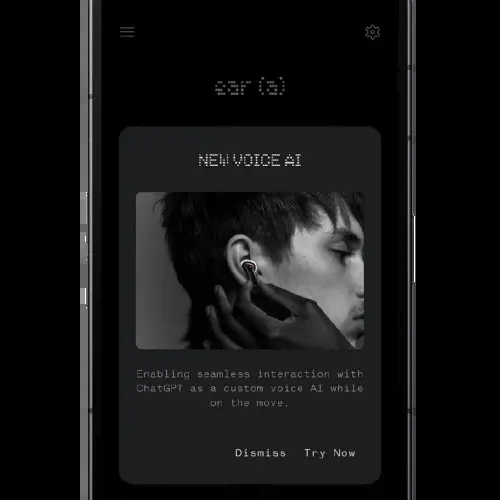 ear (a)
NEW VOICE AI
Enabling seamless interaction with
ChatGPT as a custom voice AI while
on the move.
Dismiss Try Now